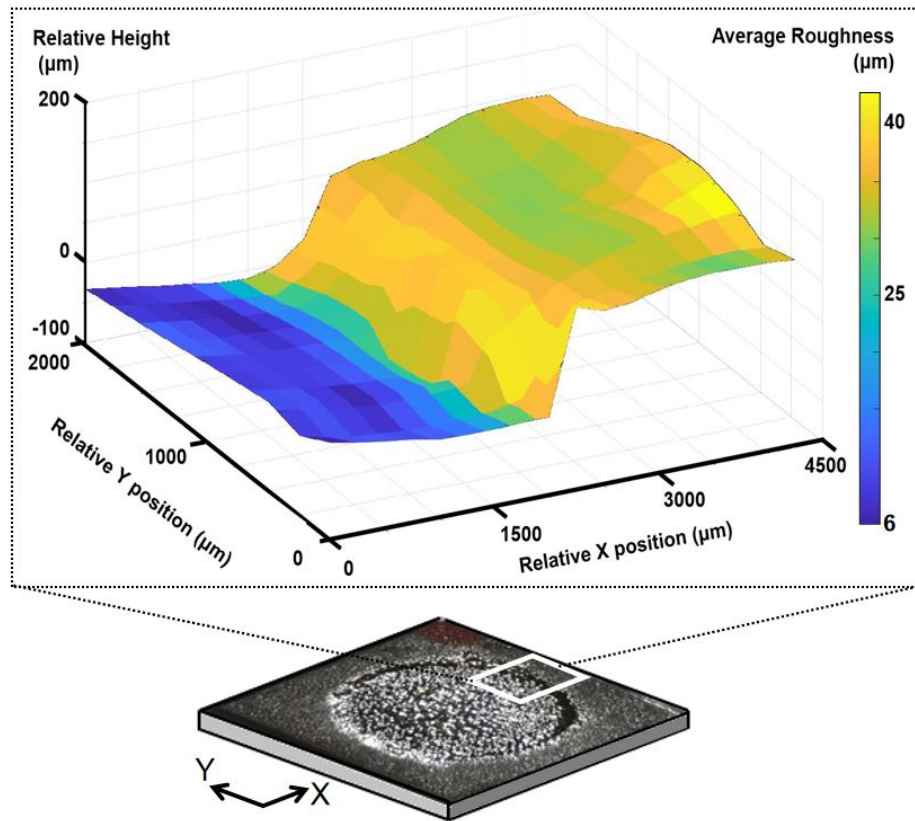 Relative Height
(µm)
Average Roughness
(µm)
200
0
-100
2000
1000
0
0
1500
3000
4500
Relative Y position (µm)
Relative X position (µm)
40
25
6
Y
X